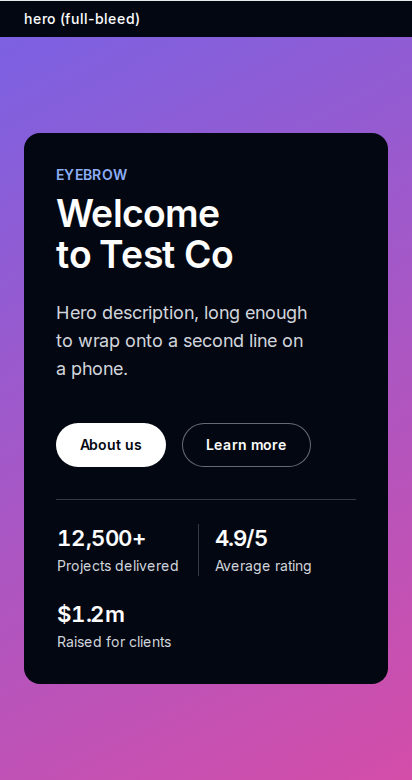 hero (full-bleed)
EYEBROW
Welcome
to Test Co
Hero description, long enough
to wrap onto a second line on
a phone.
About us
Learn more
12,500+
Projects delivered
4.9/5
Average rating
$1.2m
Raised for clients